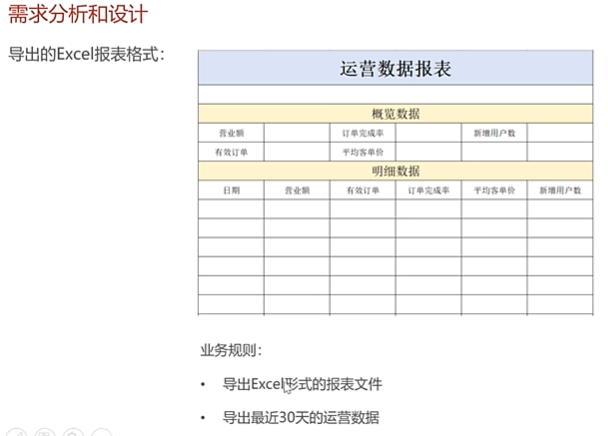 需求分析和设计
导出的Excel报表格式：
运营数据报表
概览数据
营业额 订单完成率 新增用户数
有效订单 平均客单价
明细数据
日期 营业额 有效订单 订单完成率 平均客单价 新增用户数
业务规则：
• 导出Excel形式的报表文件
• 导出最近30天的运营数据